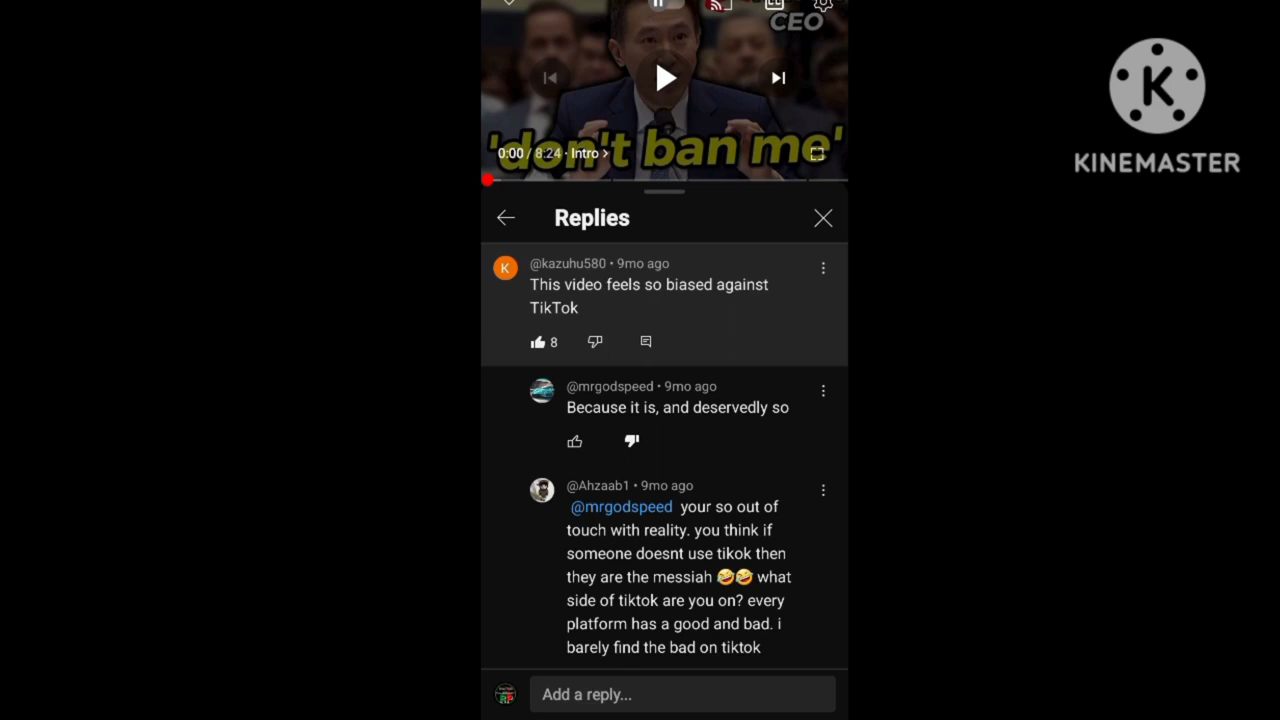 CEO
'don't ban me'
0:00 / 8:24 · Intro >
K
KINEMASTER
Replies
K
@kazuhu580 • 9mo ago
This video feels so biased against
TikTok
8
@mrgodspeed • 9mo ago
Because it is, and deservedly so
@Ahzaab1 • 9mo ago
@mrgodspeed your so out of
touch with reality. you think if
someone doesnt use tikok then
they are the messiah 🤣🤣 what
side of tiktok are you on? every
platform has a good and bad. i
barely find the bad on tiktok
Add a reply...